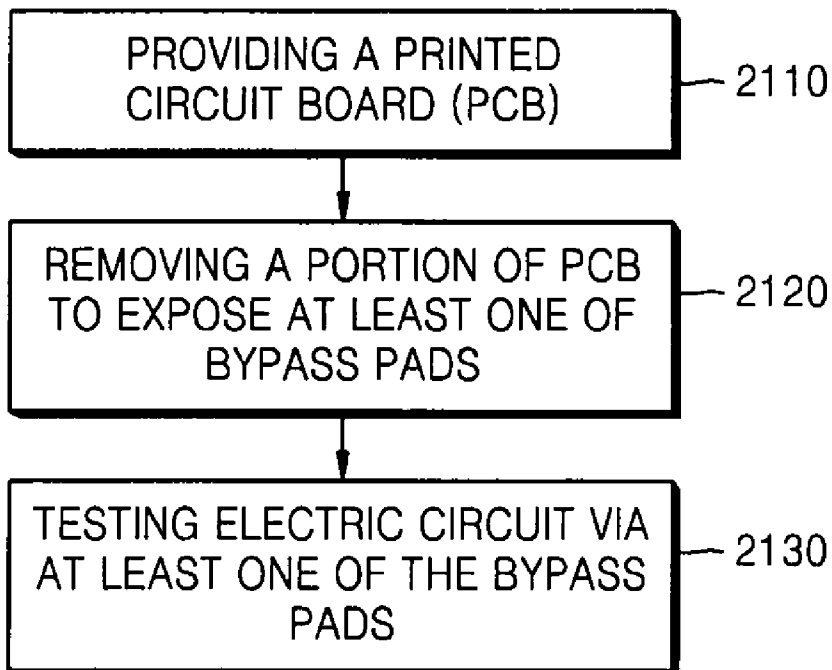 PROVIDING A PRINTED
CIRCUIT BOARD (PCB)
2110
REMOVING A PORTION OF PCB
TO EXPOSE AT LEAST ONE OF
BYPASS PADS
2120
TESTING ELECTRIC CIRCUIT VIA
AT LEAST ONE OF THE BYPASS
PADS
2130